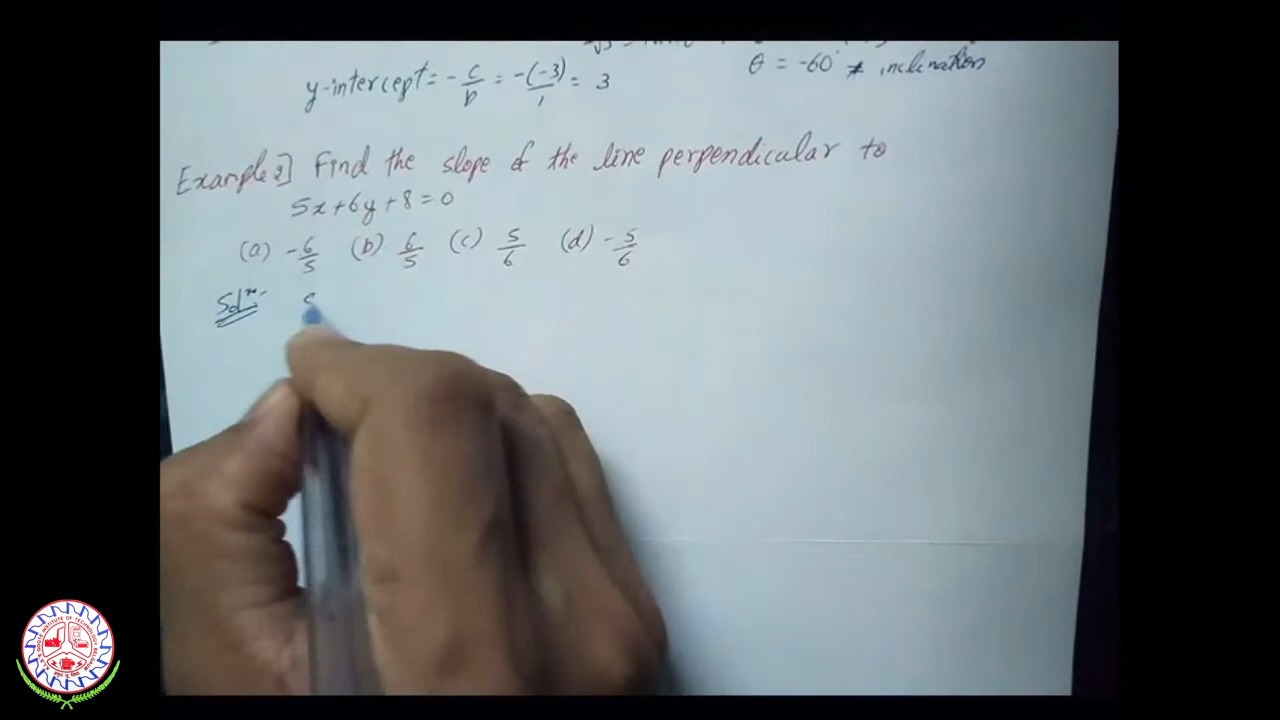 y-intercept = - c/b = -(-3)/1 = 3
θ = -60° ≠ inclination
Example 2] Find the slope of the line perpendicular to
5x+6y+8=0
(a) -6/5 (b) 6/5 (c) 5/6 (d) -5/6
Solⁿ:-